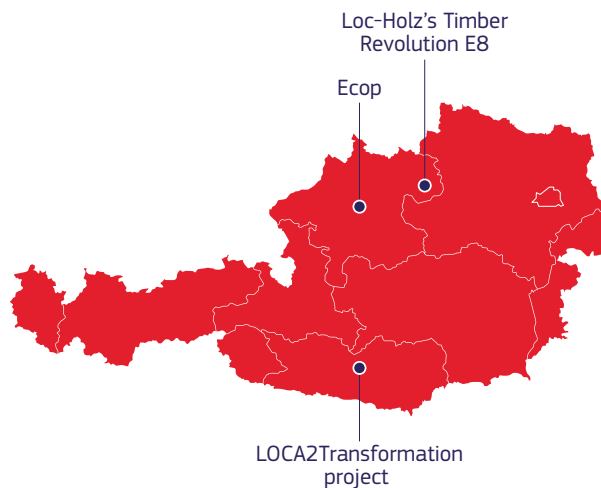 Loc-Holz's Timber
Revolution E8
Ecop
LOCA2Transformation
project